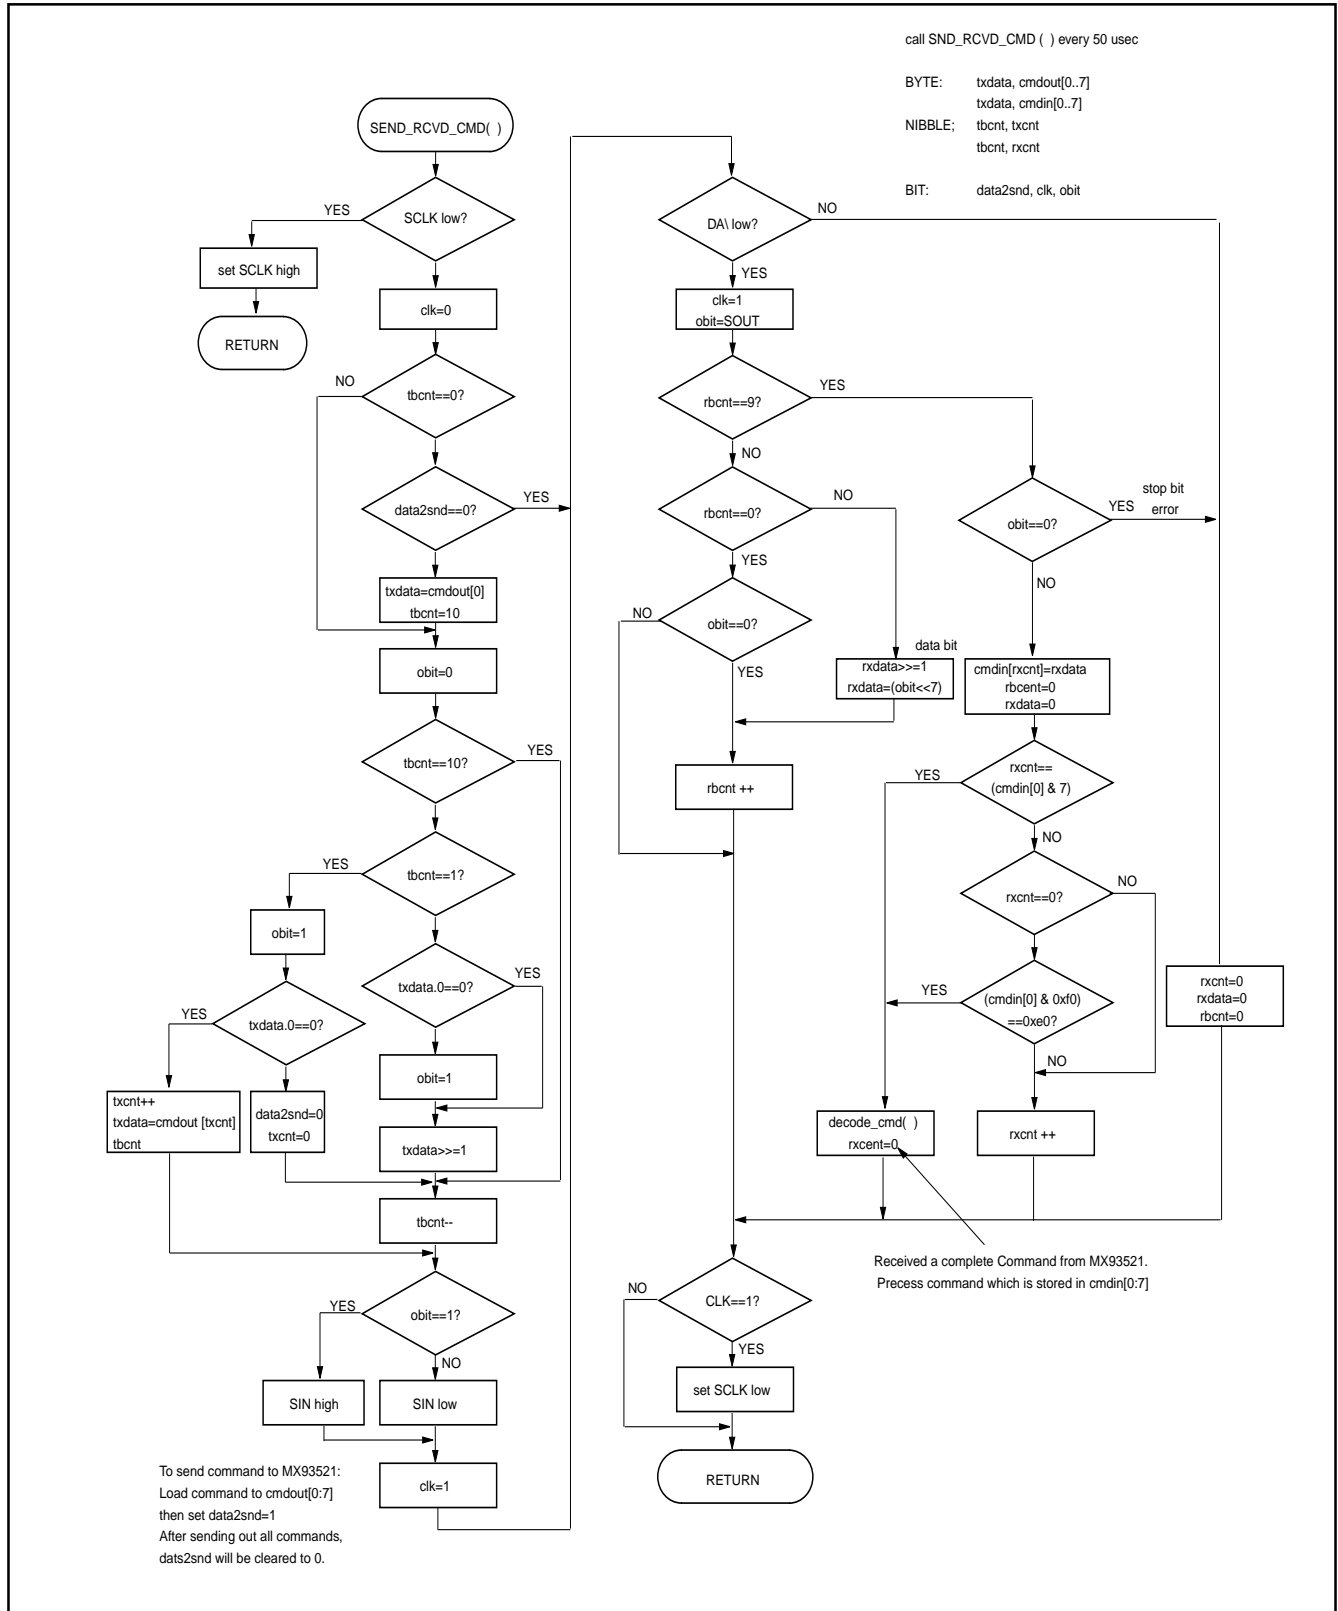 call SND_RCVD_CMD ( ) every 50 usec
BYTE: txdata, cmdout[0..7]
txdata, cmdin[0..7]
NIBBLE; tbcnt, txcnt
tbcnt, rxcnt
BIT: data2snd, clk, obit
SEND_RCVD_CMD( )
SCLK low?
YES
set SCLK high
RETURN
clk=0
tbcnt==0?
NO
data2snd==0?
YES
txdata=cmdout[0]
tbcnt=10
obit=0
tbcnt==10?
YES
tbcnt==1?
YES
obit=1
txdata.0==0?
YES
txcnt++
txdata=cmdout [txcnt]
tbcnt
data2snd=0
txcnt=0
txdata.0==0?
YES
obit=1
txdata>>=1
tbcnt--
obit==1?
YES
NO
SIN high
SIN low
clk=1
To send command to MX93521:
Load command to cmdout[0:7]
then set data2snd=1
After sending out all commands,
dats2snd will be cleared to 0.
DA\ low?
NO
YES
clk=1
obit=SOUT
rbcnt==9?
YES
NO
rbcnt==0?
NO
YES
obit==0?
NO
YES
data bit
rxdata>>=1
rxdata=(obit<<7)
rbcnt ++
obit==0?
YES
stop bit
error
NO
cmdin[rxcnt]=rxdata
rbcent=0
rxdata=0
rxcnt==
(cmdin[0] & 7)
YES
NO
rxcnt==0?
NO
(cmdin[0] & 0xf0)
==0xe0?
YES
NO
rxcnt=0
rxdata=0
rbcnt=0
decode_cmd( )
rxcent=0
rxcnt ++
Received a complete Command from MX93521.
Precess command which is stored in cmdin[0:7]
CLK==1?
NO
YES
set SCLK low
RETURN